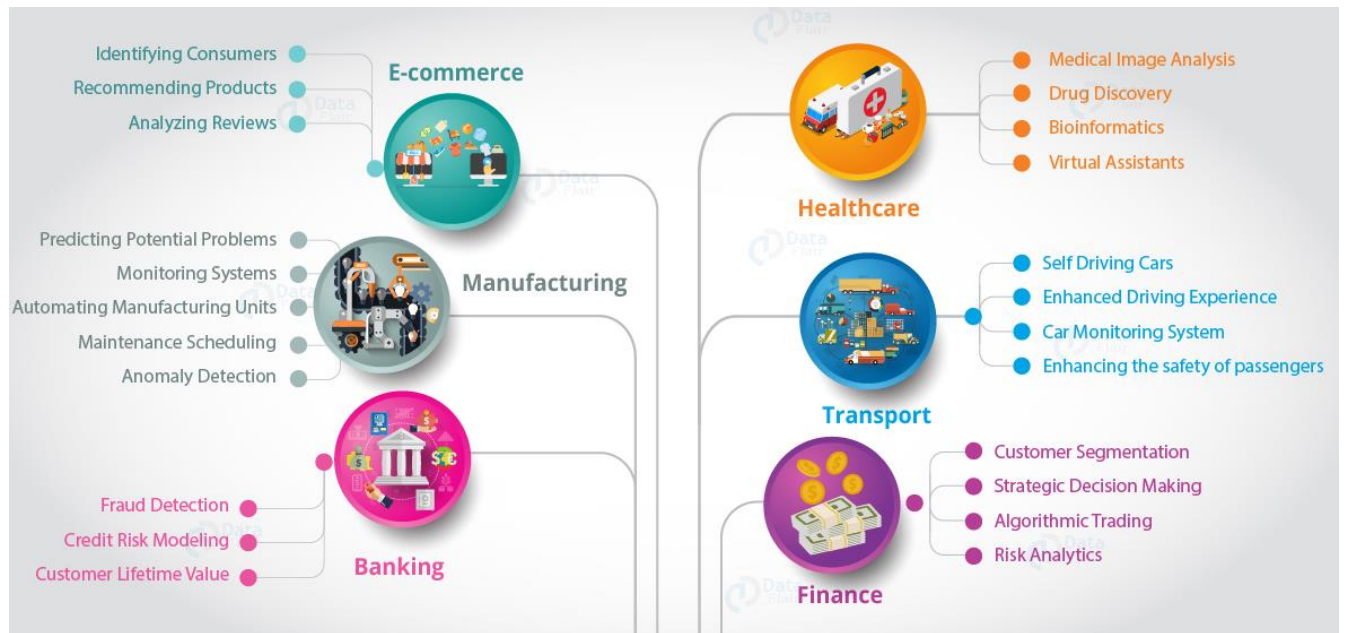 E-commerce
Identifying Consumers
Recommending Products
Analyzing Reviews
Manufacturing
Predicting Potential Problems
Monitoring Systems
Automating Manufacturing Units
Maintenance Scheduling
Anomaly Detection
Banking
Fraud Detection
Credit Risk Modeling
Customer Lifetime Value
Healthcare
Medical Image Analysis
Drug Discovery
Bioinformatics
Virtual Assistants
Transport
Self Driving Cars
Enhanced Driving Experience
Car Monitoring System
Enhancing the safety of passengers
Finance
Customer Segmentation
Strategic Decision Making
Algorithmic Trading
Risk Analytics
Data
Flair